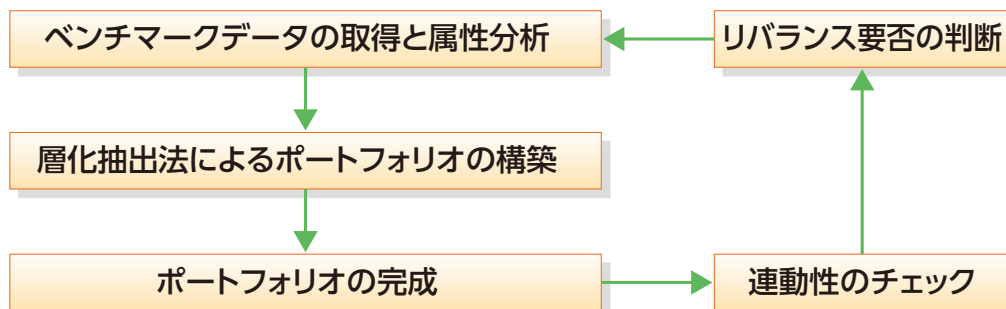 ベンチマークデータの取得と属性分析
リバランス要否の判断
層化抽出法によるポートフォリオの構築
ポートフォリオの完成
連動性のチェック